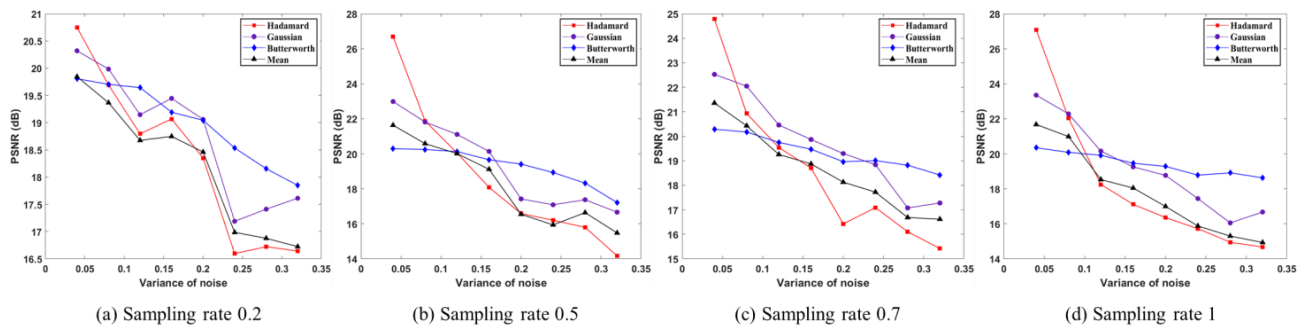 21
20.5
20
19.5
19
18.5
18
17.5
17
16.5
PSNR (dB)
0 0.05 0.1 0.15 0.2 0.25 0.3 0.35
Variance of noise
Hadamard
Gaussian
Butterworth
Mean
(a) Sampling rate 0.2
28
26
24
22
20
18
16
14
PSNR (dB)
0 0.05 0.1 0.15 0.2 0.25 0.3 0.35
Variance of noise
Hadamard
Gaussian
Butterworth
Mean
(b) Sampling rate 0.5
25
24
23
22
21
20
19
18
17
16
15
PSNR (dB)
0 0.05 0.1 0.15 0.2 0.25 0.3 0.35
Variance of noise
Hadamard
Gaussian
Butterworth
Mean
(c) Sampling rate 0.7
28
26
24
22
20
18
16
14
PSNR (dB)
0 0.05 0.1 0.15 0.2 0.25 0.3 0.35
Variance of noise
Hadamard
Gaussian
Butterworth
Mean
(d) Sampling rate 1